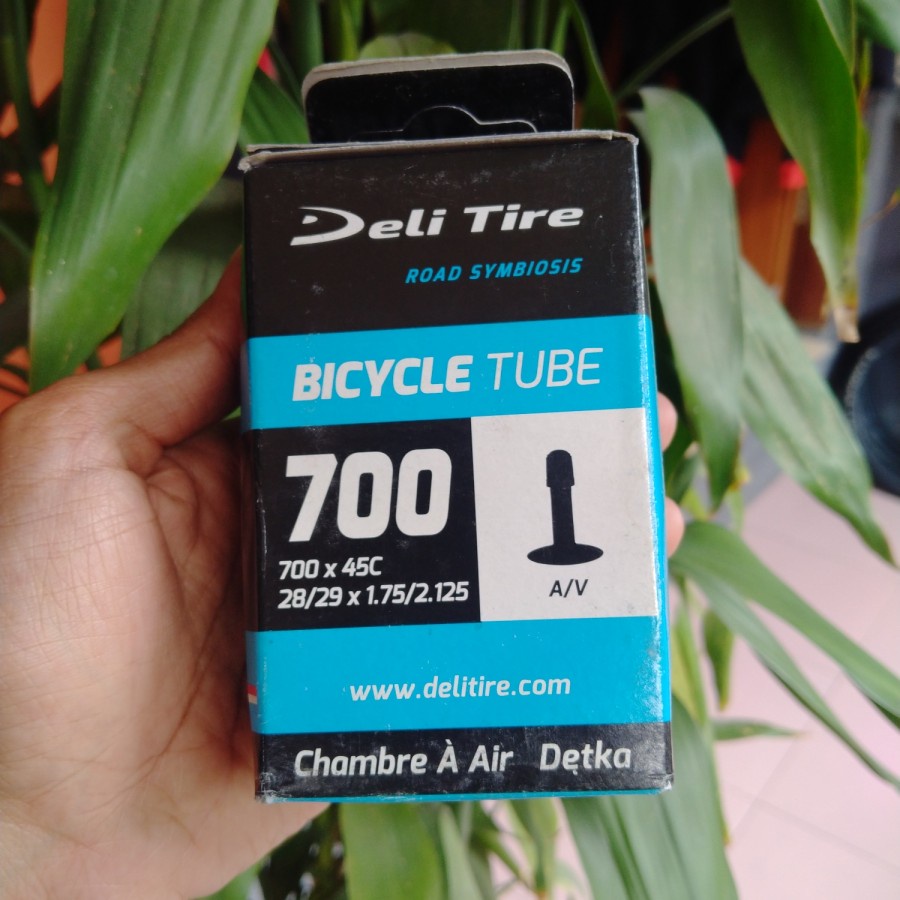 Deli Tire
ROAD SYMBIOSIS
BICYCLE TUBE
700
700 x 45C
28/29 x 1.75/2.125
A/V
www.delitire.com
Chambre À Air Dętka